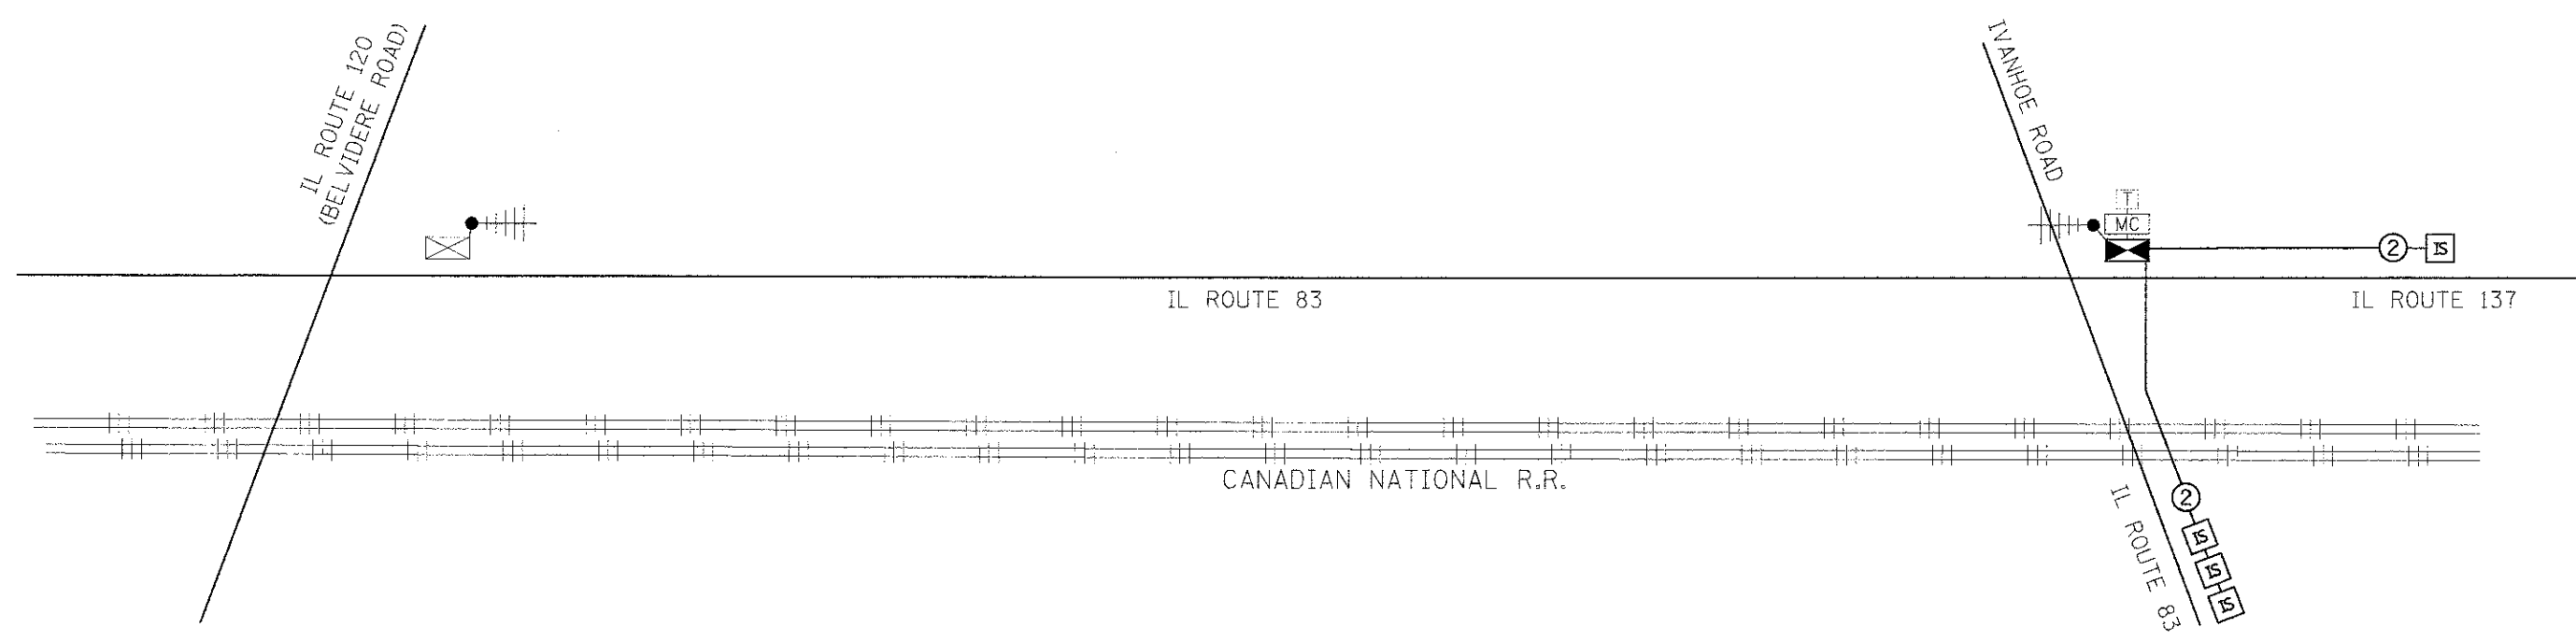 IL ROUTE 120
(BELVIDERE ROAD)
IVANHOE ROAD
T
MC
2
IS
IL ROUTE 83
IL ROUTE 137
CANADIAN NATIONAL R.R.
2
IS
IS
IS
IL ROUTE 83